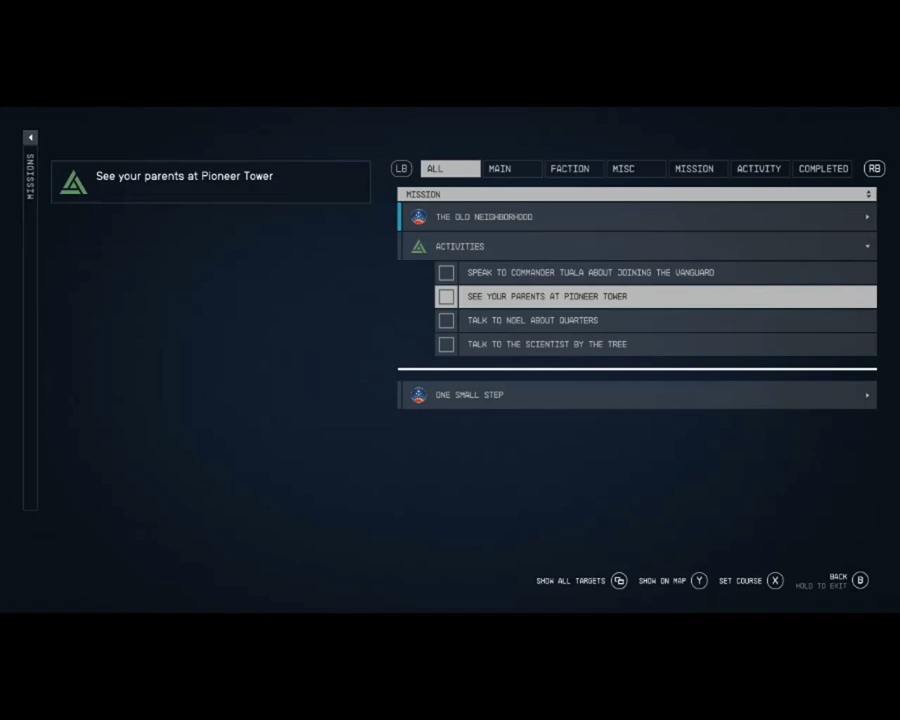 MISSIONS
See your parents at Pioneer Tower
LB ALL MAIN FACTION MISC MISSION ACTIVITY COMPLETED RB
MISSION
THE OLD NEIGHBORHOOD
ACTIVITIES
SPEAK TO COMMANDER TUALA ABOUT JOINING THE VANGUARD
SEE YOUR PARENTS AT PIONEER TOWER
TALK TO NOEL ABOUT QUARTERS
TALK TO THE SCIENTIST BY THE TREE
ONE SMALL STEP
SHOW ALL TARGETS SHOW ON MAP Y SET COURSE X BACK B
HOLD TO EXIT